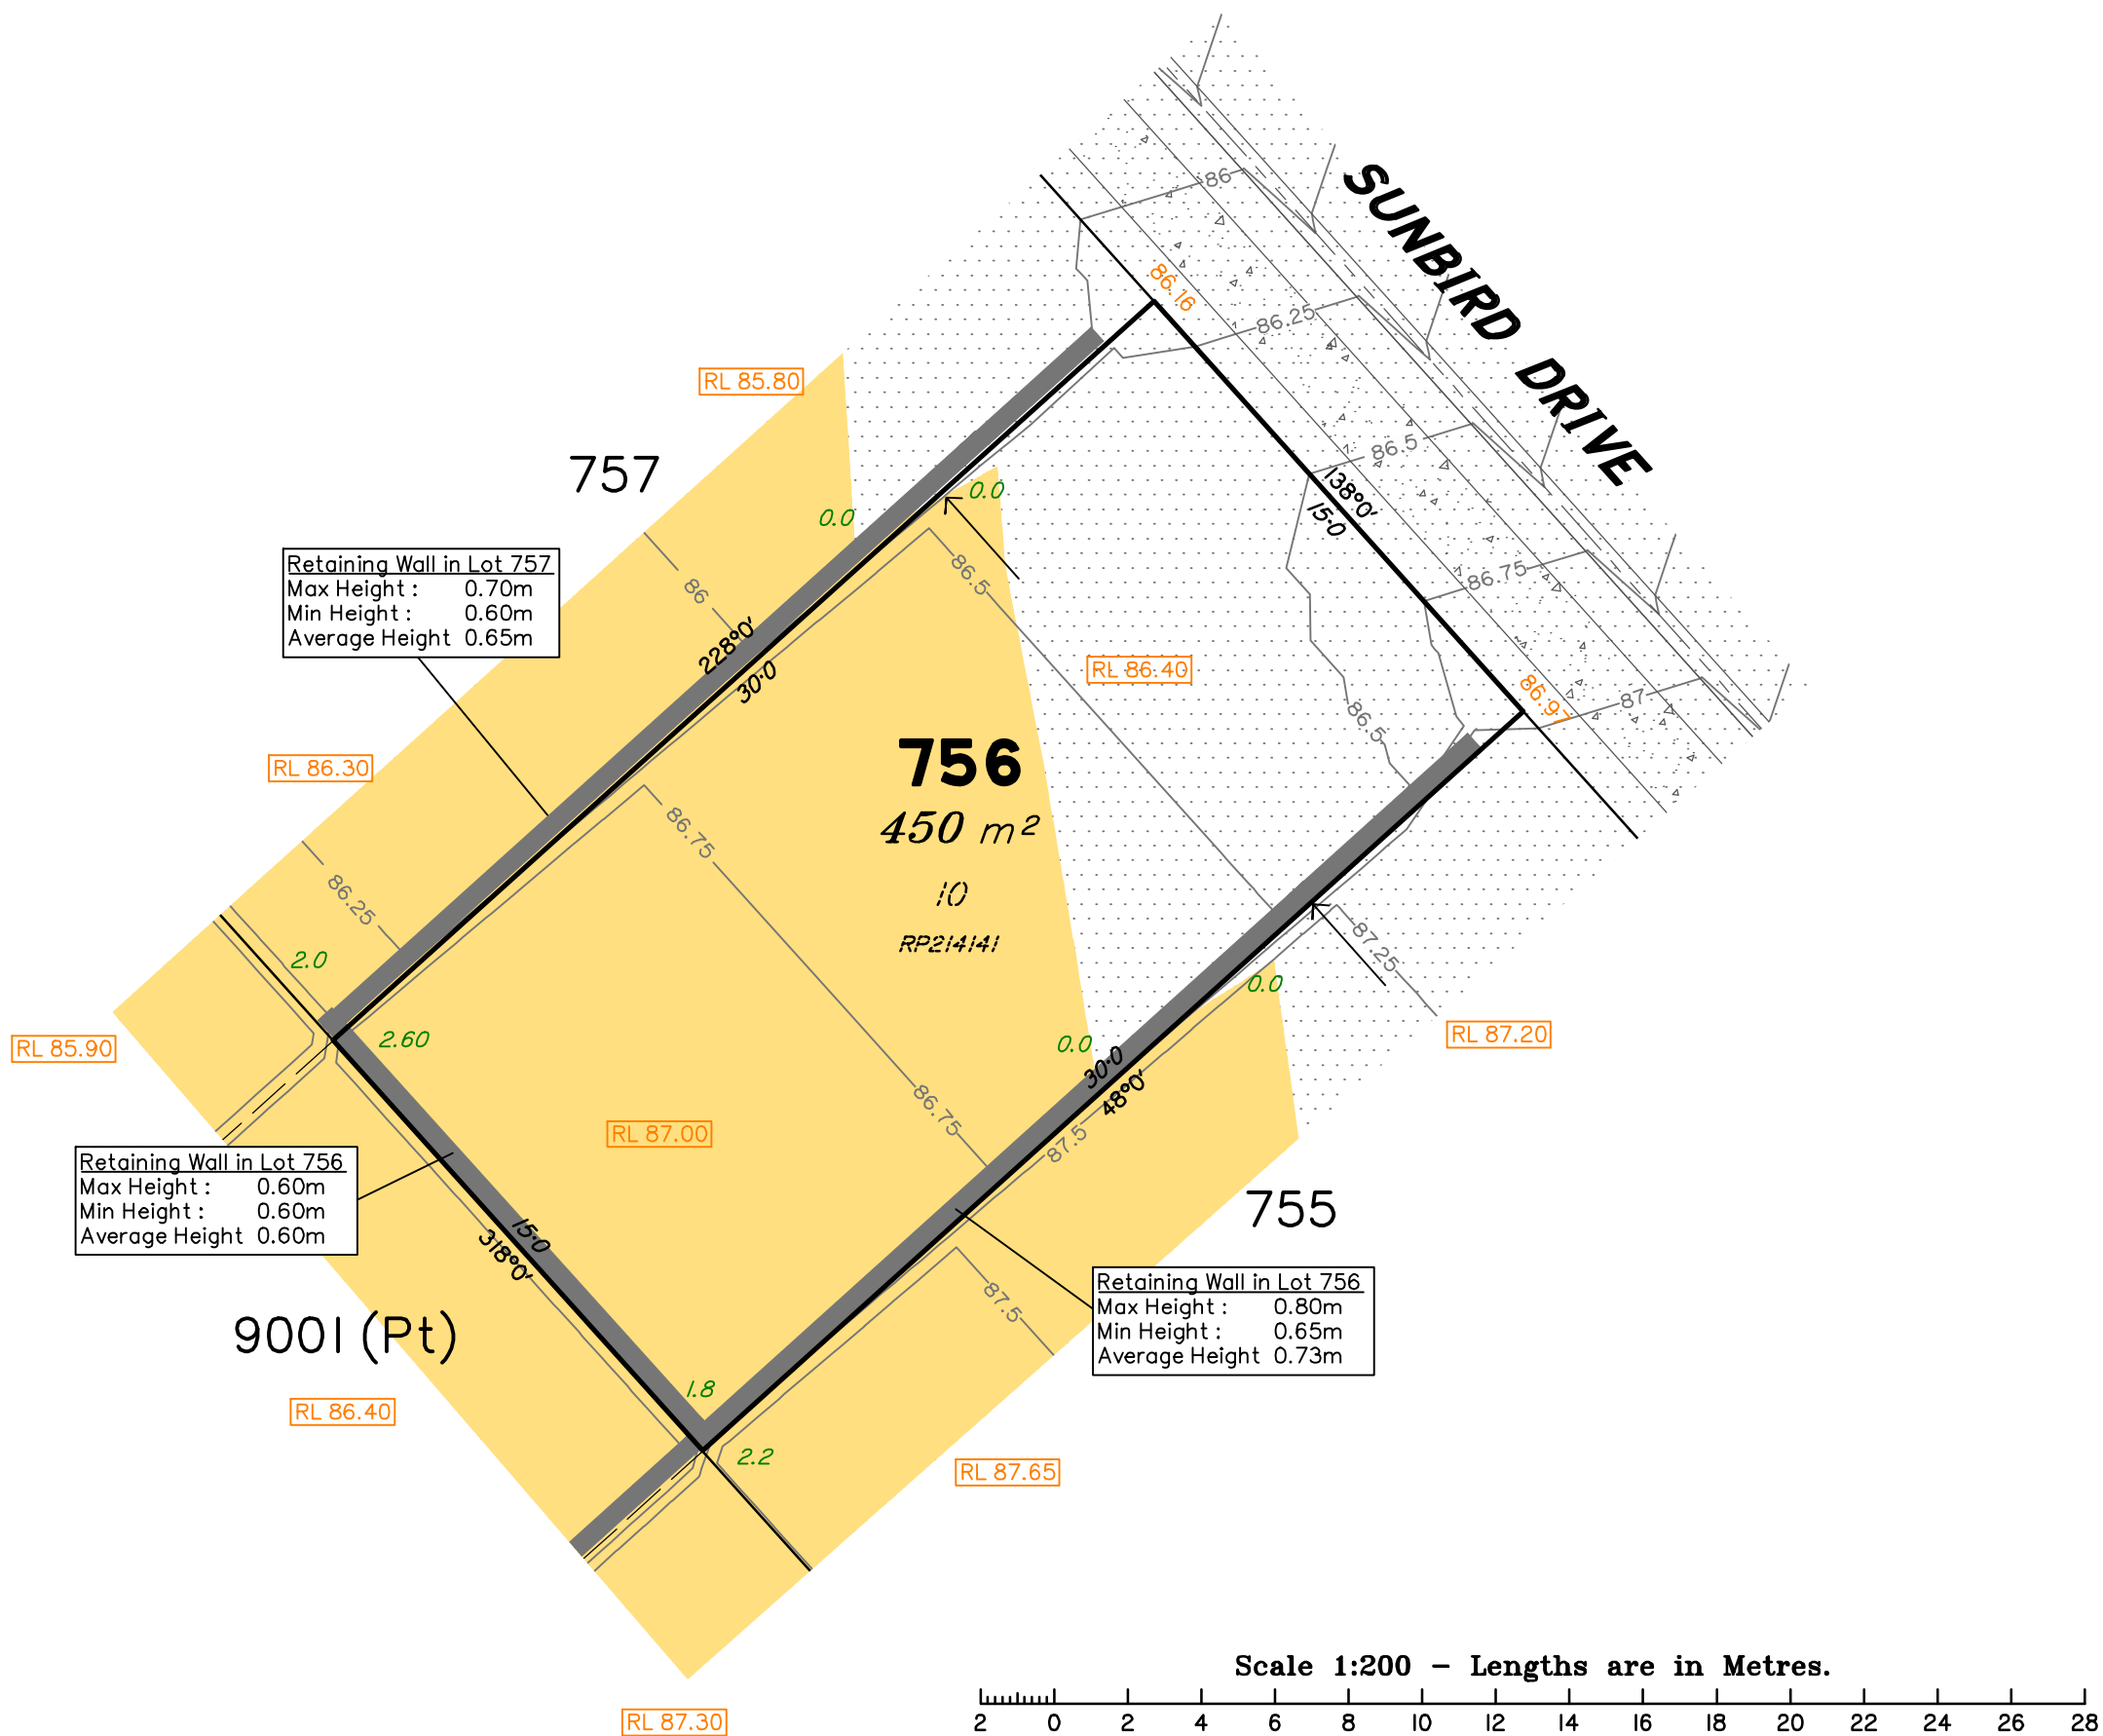 SUNBIRD DRIVE
86
86.16
86.25
RL 85.80
86.5
757
0.0
0.0
138°0'
15·0
Retaining Wall in Lot 757
Max Height : 0.70m
Min Height : 0.60m
Average Height 0.65m
86
86.5
86.75
228°0'
30·0
RL 86.40
86.97
87
86.5
RL 86.30
756
450 m²
10
RP214141
86.75
86.25
2.0
87.25
0.0
RL 87.20
RL 85.90
2.60
0.0
30·0
48°0'
86.75
RL 87.00
87.5
Retaining Wall in Lot 756
Max Height : 0.60m
Min Height : 0.60m
Average Height 0.60m
755
15·0
318°0'
Retaining Wall in Lot 756
Max Height : 0.80m
Min Height : 0.65m
Average Height 0.73m
87.5
9001 (Pt)
1.8
RL 86.40
2.2
RL 87.65
RL 87.30
Scale 1:200 – Lengths are in Metres.
2 0 2 4 6 8 10 12 14 16 18 20 22 24 26 28